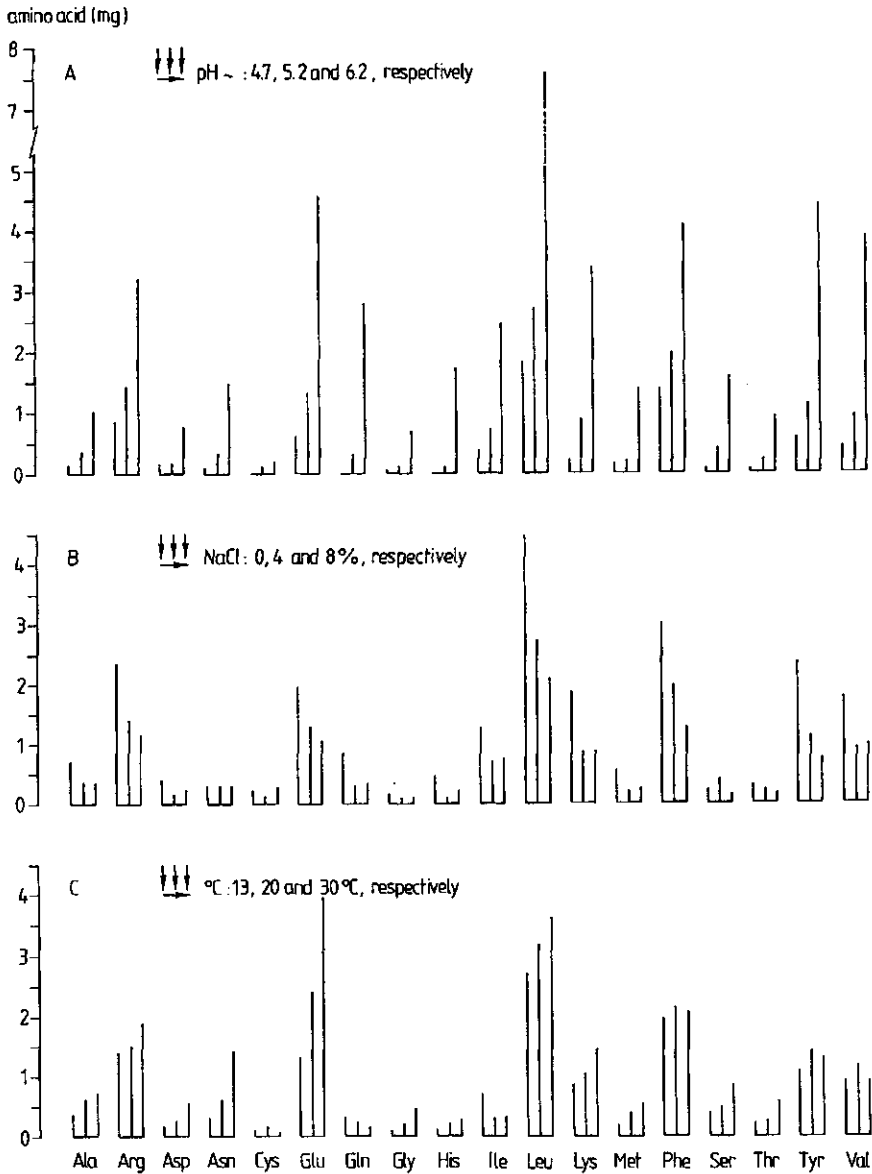 amino acid (mg)
8
A
pH ~ : 4.7, 5.2 and 6.2, respectively
7
5
4
3
2
1
0
B
NaCl : 0, 4 and 8%, respectively
4
3
2
1
0
C
°C : 13, 20 and 30 °C, respectively
4
3
2
1
0
Ala Arg Asp Asn Cys Glu Gln Gly His Ile Leu Lys Met Phe Ser Thr Tyr Val